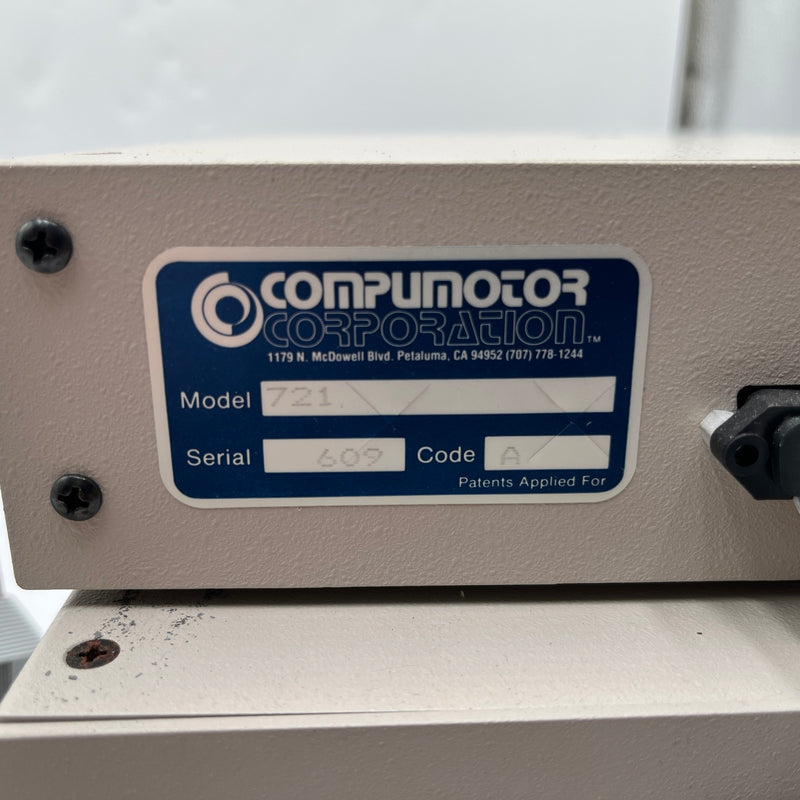 COMPUMOTOR
CORPORATION™
1179 N. McDowell Blvd. Petaluma, CA 94952 (707) 778-1244
Model 721
Serial 609 Code A
Patents Applied For